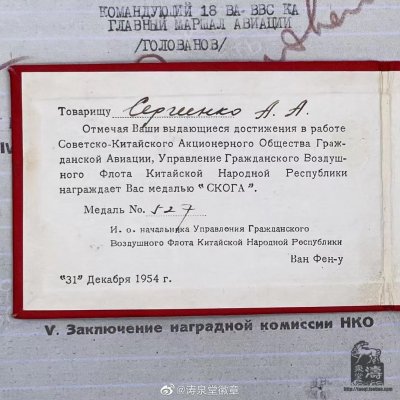 КОМАНДУЮЩИЙ 18 ВА ВВС КА
ГЛАВНЫЙ МАРШАЛ АВИАЦИИ
/ГОЛОВАНОВ/
Товарищу Сергиенко А. А.
Отмечая Ваши выдающиеся достижения в работе
Советско-Китайского Акционерного Общества Граж-
данской Авиации, Управление Гражданского Воздуш-
ного Флота Китайской Народной Республики
награждает Вас медалью "СКОГА".
Медаль No. 527
И. о. начальника Управления Гражданского
Воздушного Флота Китайской Народной Республики
Ван Фен-у
"31" Декабря 1954 г.
V. Заключение наградной комиссии НКО
@涛泉堂徽章